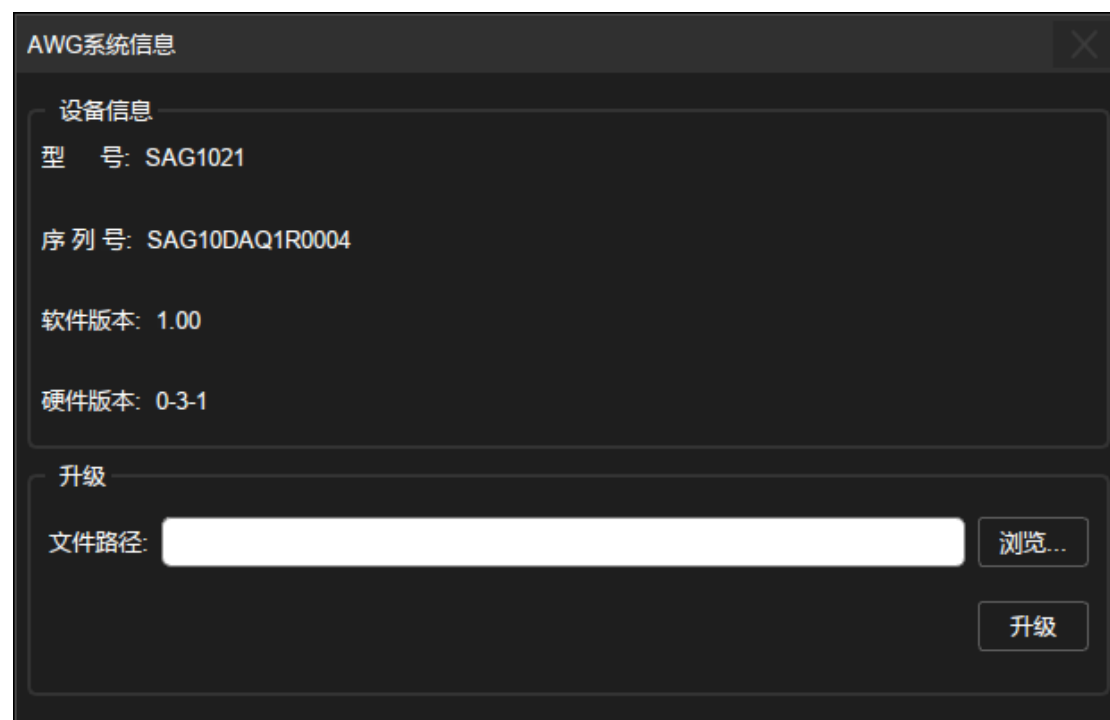 AWG系统信息
设备信息
型 号: SAG1021
序 列 号: SAG10DAQ1R0004
软件版本: 1.00
硬件版本: 0-3-1
升级
文件路径: 浏览...
升级